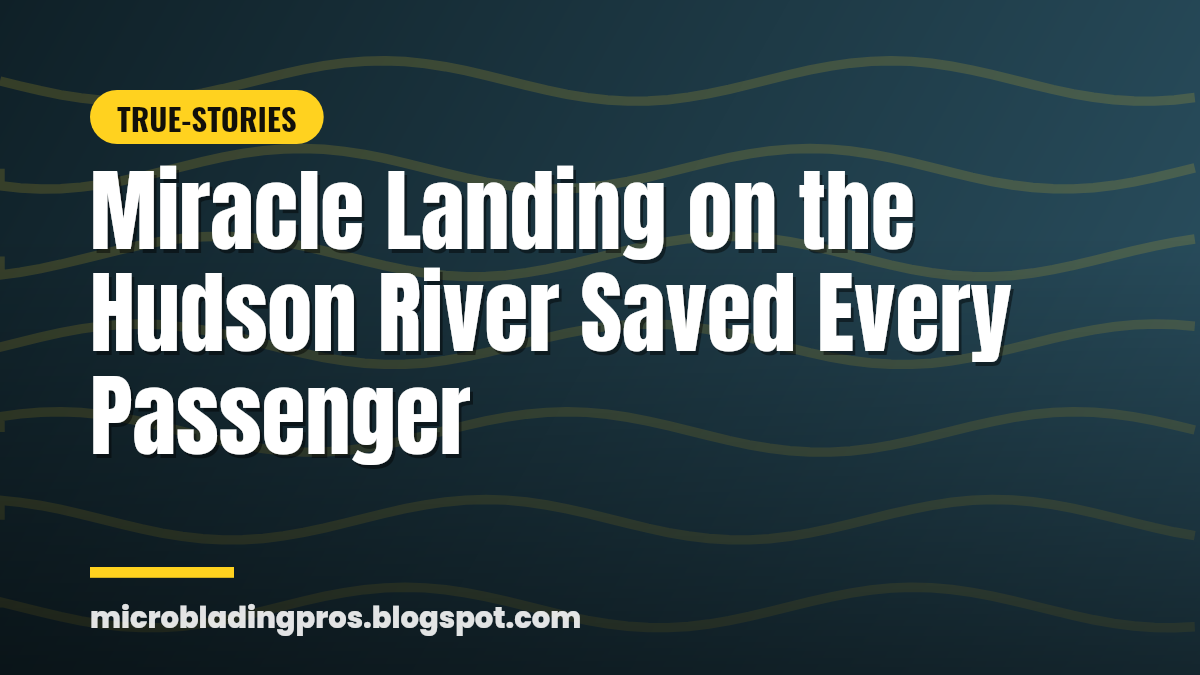 TRUE-STORIES
Miracle Landing on the
Hudson River Saved Every
Passenger
microbladingpros.blogspot.com